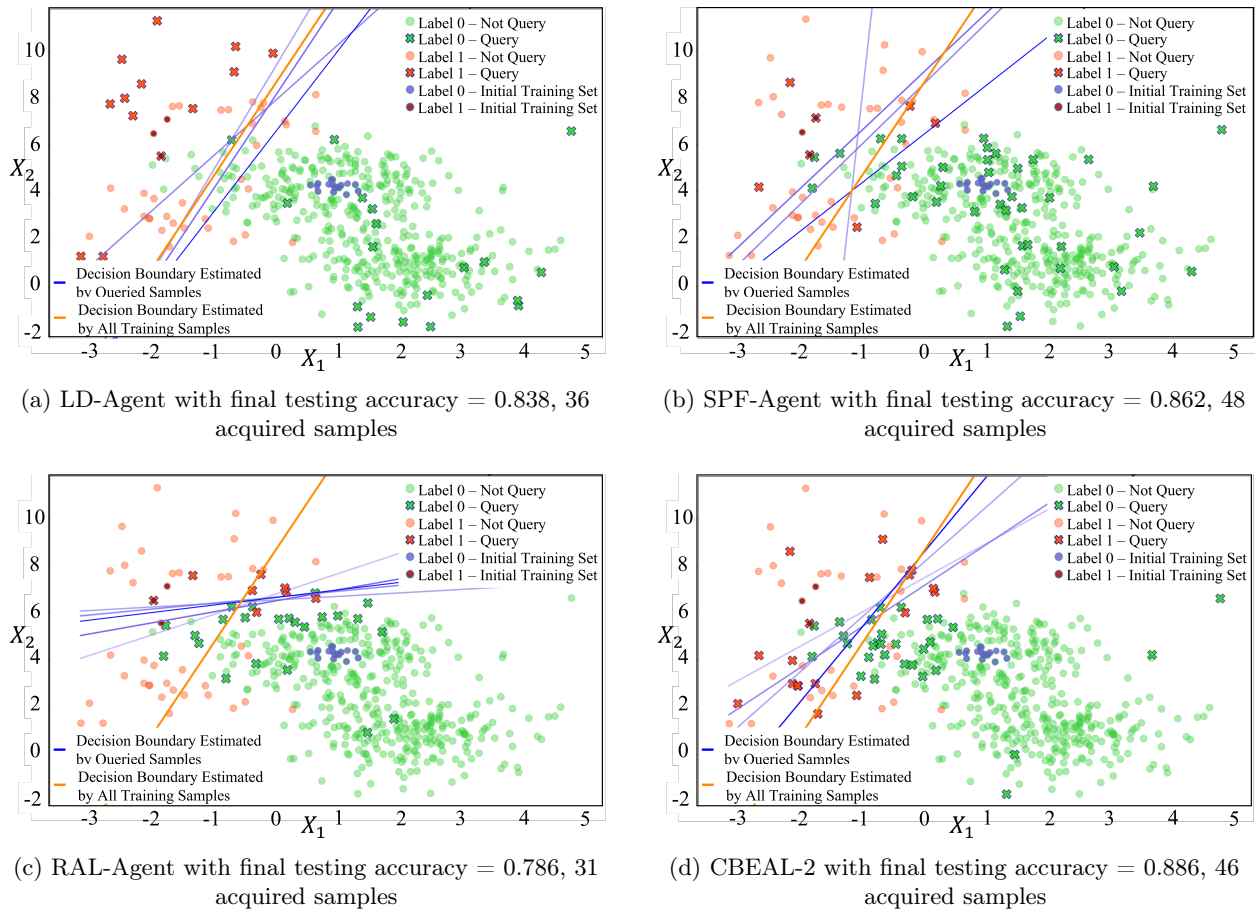 10
8
6
X2
4
2
0
-2
-3
-2
-1
0
1
2
3
4
5
X1
Label 0 – Not Query
Label 0 – Query
Label 1 – Not Query
Label 1 – Query
Label 0 – Initial Training Set
Label 1 – Initial Training Set
Decision Boundary Estimated
by Queried Samples
Decision Boundary Estimated
by All Training Samples
(a) LD-Agent with final testing accuracy = 0.838, 36
acquired samples
10
8
6
X2
4
2
0
-2
-3
-2
-1
0
1
2
3
4
5
X1
Label 0 – Not Query
Label 0 – Query
Label 1 – Not Query
Label 1 – Query
Label 0 – Initial Training Set
Label 1 – Initial Training Set
Decision Boundary Estimated
by Queried Samples
Decision Boundary Estimated
by All Training Samples
(b) SPF-Agent with final testing accuracy = 0.862, 48
acquired samples
10
8
6
X2
4
2
0
-2
-3
-2
-1
0
1
2
3
4
5
X1
Label 0 – Not Query
Label 0 – Query
Label 1 – Not Query
Label 1 – Query
Label 0 – Initial Training Set
Label 1 – Initial Training Set
Decision Boundary Estimated
by Queried Samples
Decision Boundary Estimated
by All Training Samples
(c) RAL-Agent with final testing accuracy = 0.786, 31
acquired samples
10
8
6
X2
4
2
0
-2
-3
-2
-1
0
1
2
3
4
5
X1
Label 0 – Not Query
Label 0 – Query
Label 1 – Not Query
Label 1 – Query
Label 0 – Initial Training Set
Label 1 – Initial Training Set
Decision Boundary Estimated
by Queried Samples
Decision Boundary Estimated
by All Training Samples
(d) CBEAL-2 with final testing accuracy = 0.886, 46
acquired samples